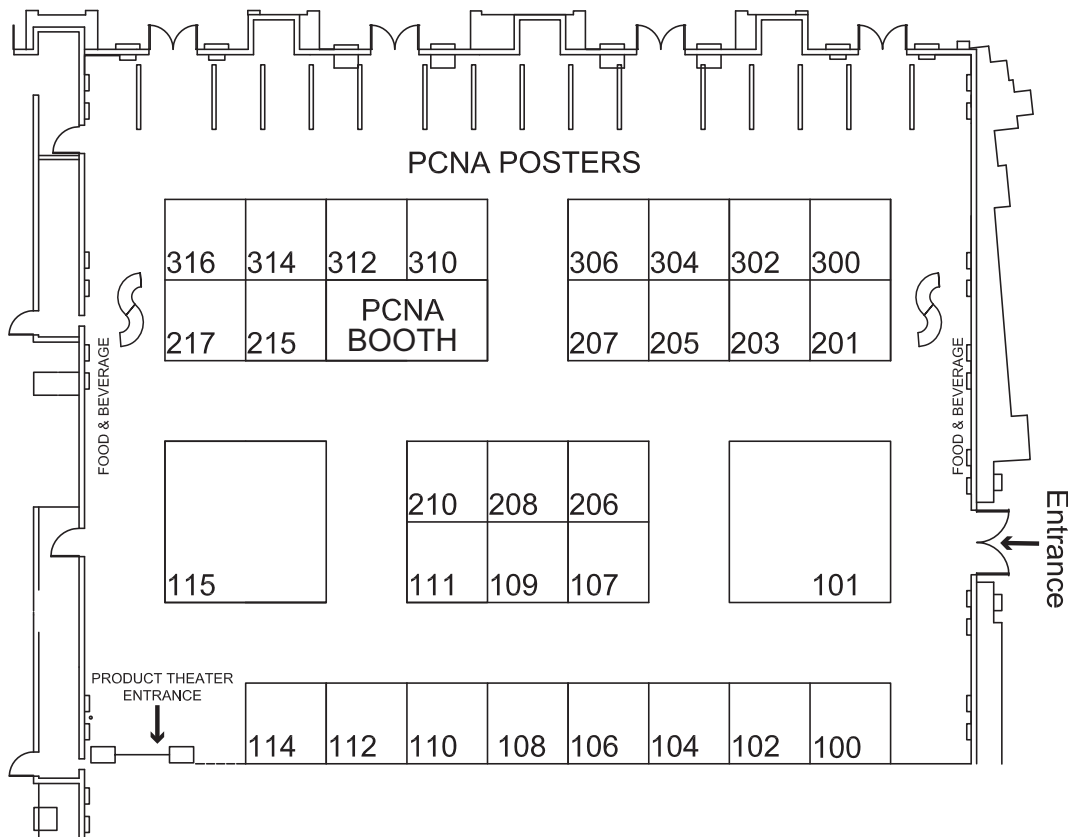 PCNA POSTERS
316 314 312 310 306 304 302 300
PCNA
BOOTH
217 215 207 205 203 201
FOOD & BEVERAGE
FOOD & BEVERAGE
210 208 206
Entrance
115 111 109 107 101
PRODUCT THEATER
ENTRANCE
114 112 110 108 106 104 102 100